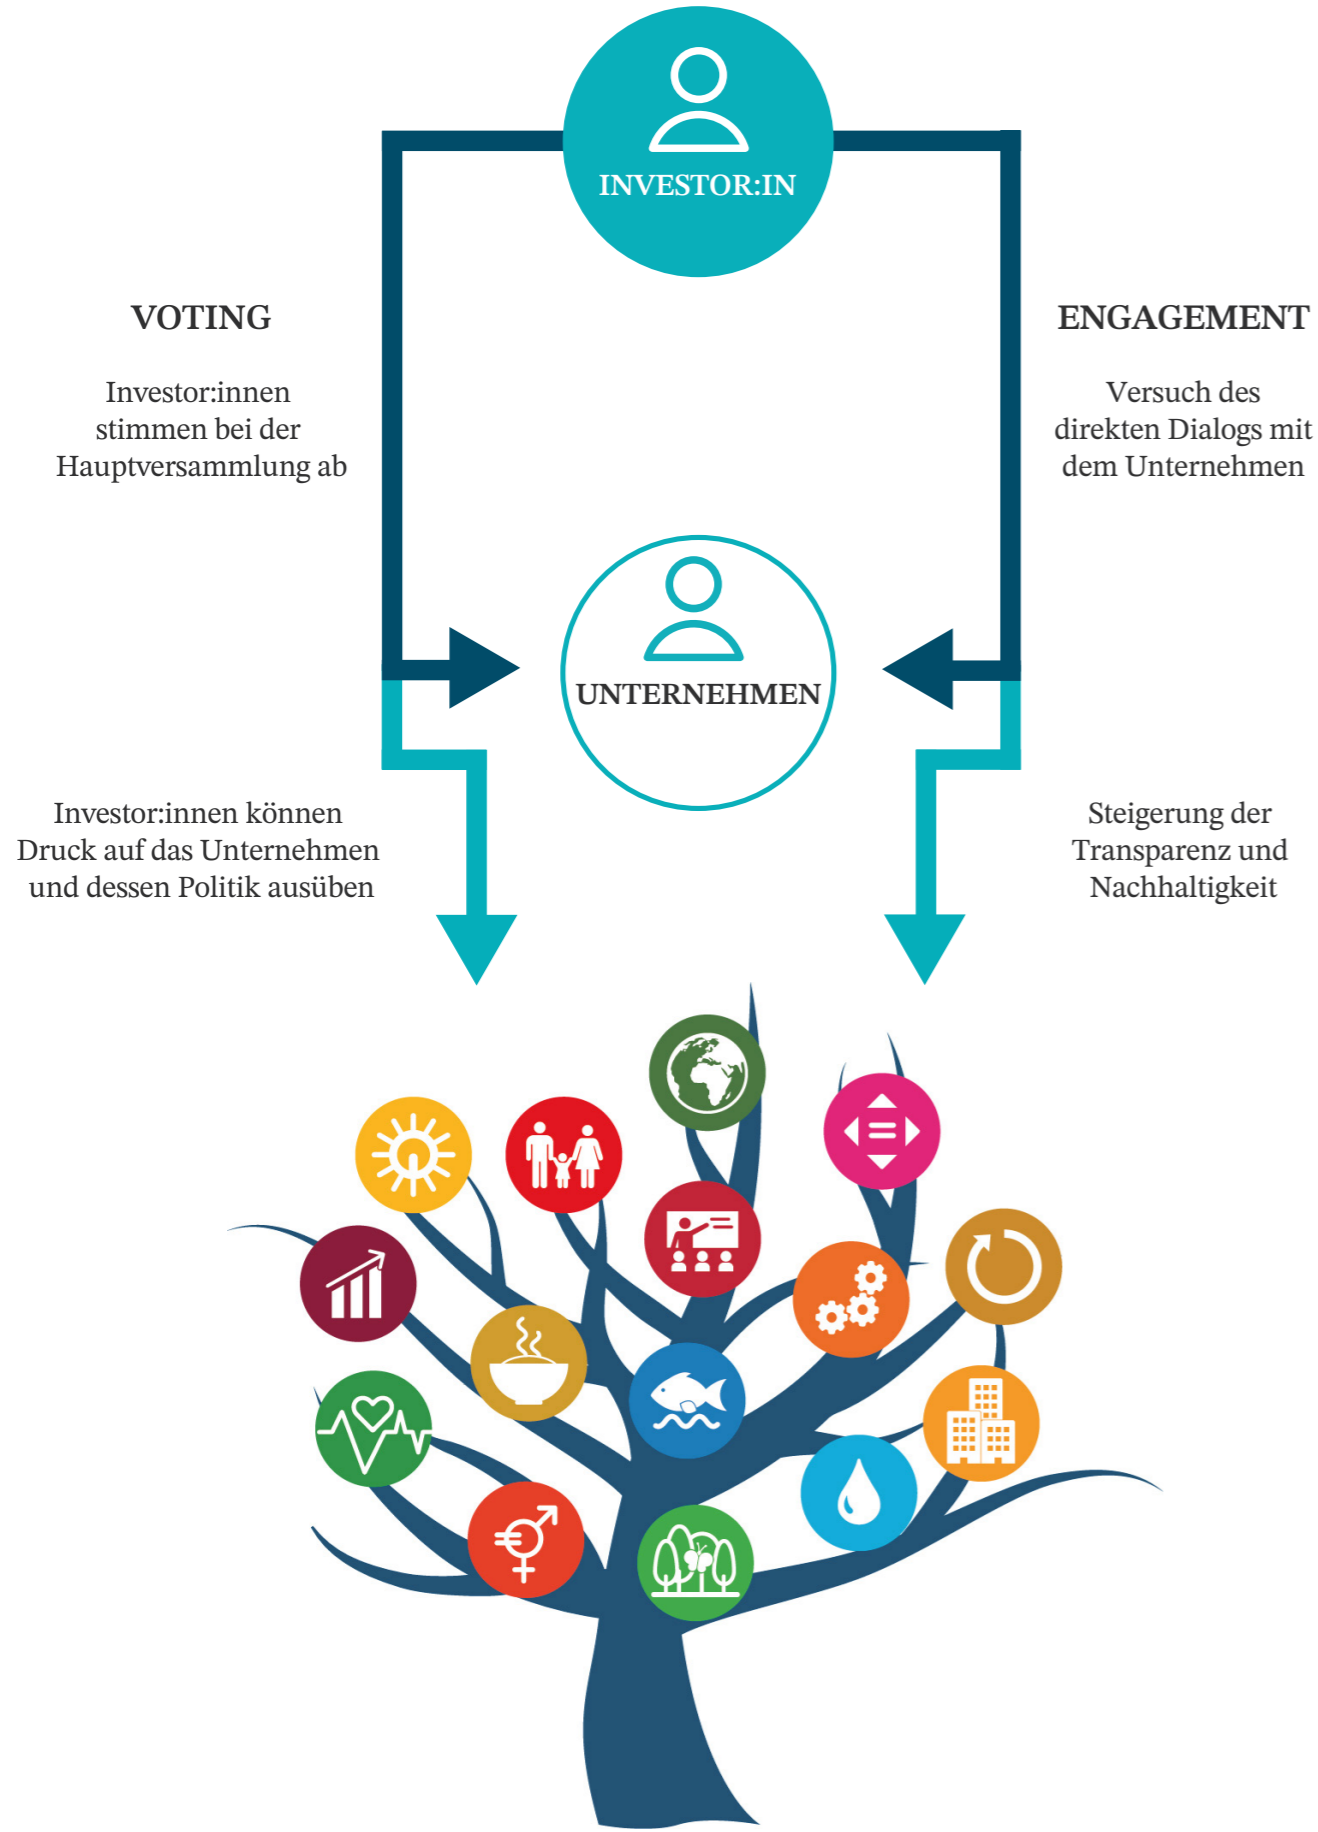 INVESTOR:IN
VOTING
Investor:innen
stimmen bei der
Hauptversammlung ab
ENGAGEMENT
Versuch des
direkten Dialogs mit
dem Unternehmen
UNTERNEHMEN
Investor:innen können
Druck auf das Unternehmen
und dessen Politik ausüben
Steigerung der
Transparenz und
Nachhaltigkeit